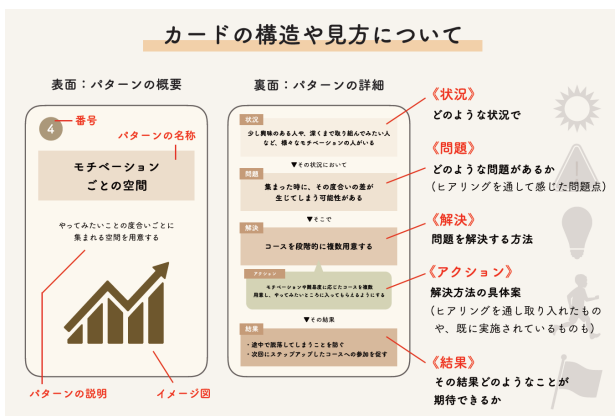 カードの構造や見方について
表面：パターンの概要
4
番号
パターンの名称
モチベーション
ごとの空間
やってみたいことの度合いごとに
集まれる空間を用意する
パターンの説明
イメージ図
裏面：パターンの詳細
状況
少し興味のある人や、深くまで取り組んでみたい人
など、様々なモチベーションの人がいる
▼その状況において
問題
集まった時に、その度合いの差が
生じてしまう可能性がある
▼そこで
解決
コースを段階的に複数用意する
アクション
モチベーションや難易度に応じたコースを複数
用意し、やってみたいところに入ってもらえるようにする
▼その結果
結果
・途中で脱落してしまうことを防ぐ
・次回にステップアップしたコースへの参加を促す
《状況》
どのような状況で
《問題》
どのような問題があるか
（ヒアリングを通して感じた問題点）
《解決》
問題を解決する方法
《アクション》
解決方法の具体案
（ヒアリングを通し取り入れたもの
や、既に実施されているものも）
《結果》
その結果どのようなことが
期待できるか